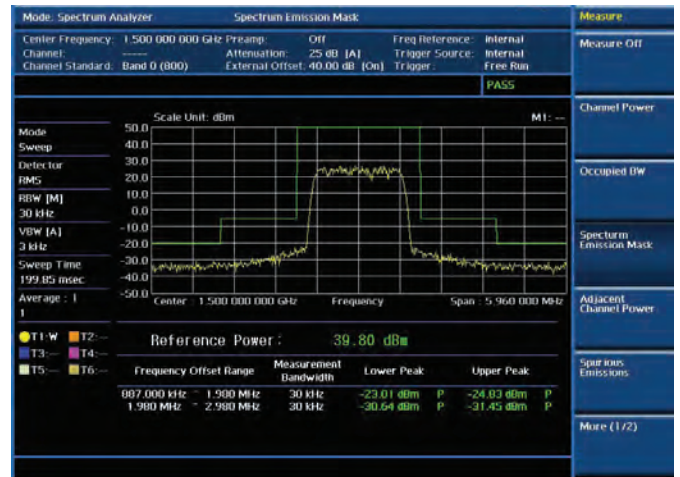 Mode: Spectrum Analyzer Spectrum Emission Mask Measure
Center Frequency: 1.500 000 000 GHz Preamp: Off Freq Reference: Internal
Channel: ----- Attenuation: 25 dB [A] Trigger Source: Internal
Channel Standard: Band 0 (800) External Offset: 40.00 dB [On] Trigger: Free Run
PASS
Measure Off
Channel Power
Occupied BW
Specturm
Emission Mask
Adjacent
Channel Power
Spurious
Emissions
More (1/2)
Mode
Sweep
Detector
RMS
RBW [M]
30 kHz
VBW [A]
3 kHz
Sweep Time
199.85 msec
Average : 1
1
T1-W T2:--
T3:-- T4:--
T5:-- T6:--
Scale Unit: dBm M1: --
50.0
40.0
30.0
20.0
10.0
0.0
-10.0
-20.0
-30.0
-40.0
-50.0
Center : 1.500 000 000 GHz Frequency Span : 5.960 000 MHz
Reference Power: 39.80 dBm
Frequency Offset Range Measurement Bandwidth Lower Peak Upper Peak
887.000 kHz ~ 1.900 MHz 30 kHz -23.01 dBm P -24.83 dBm P
1.980 MHz ~ 2.980 MHz 30 kHz -30.64 dBm P -31.45 dBm P